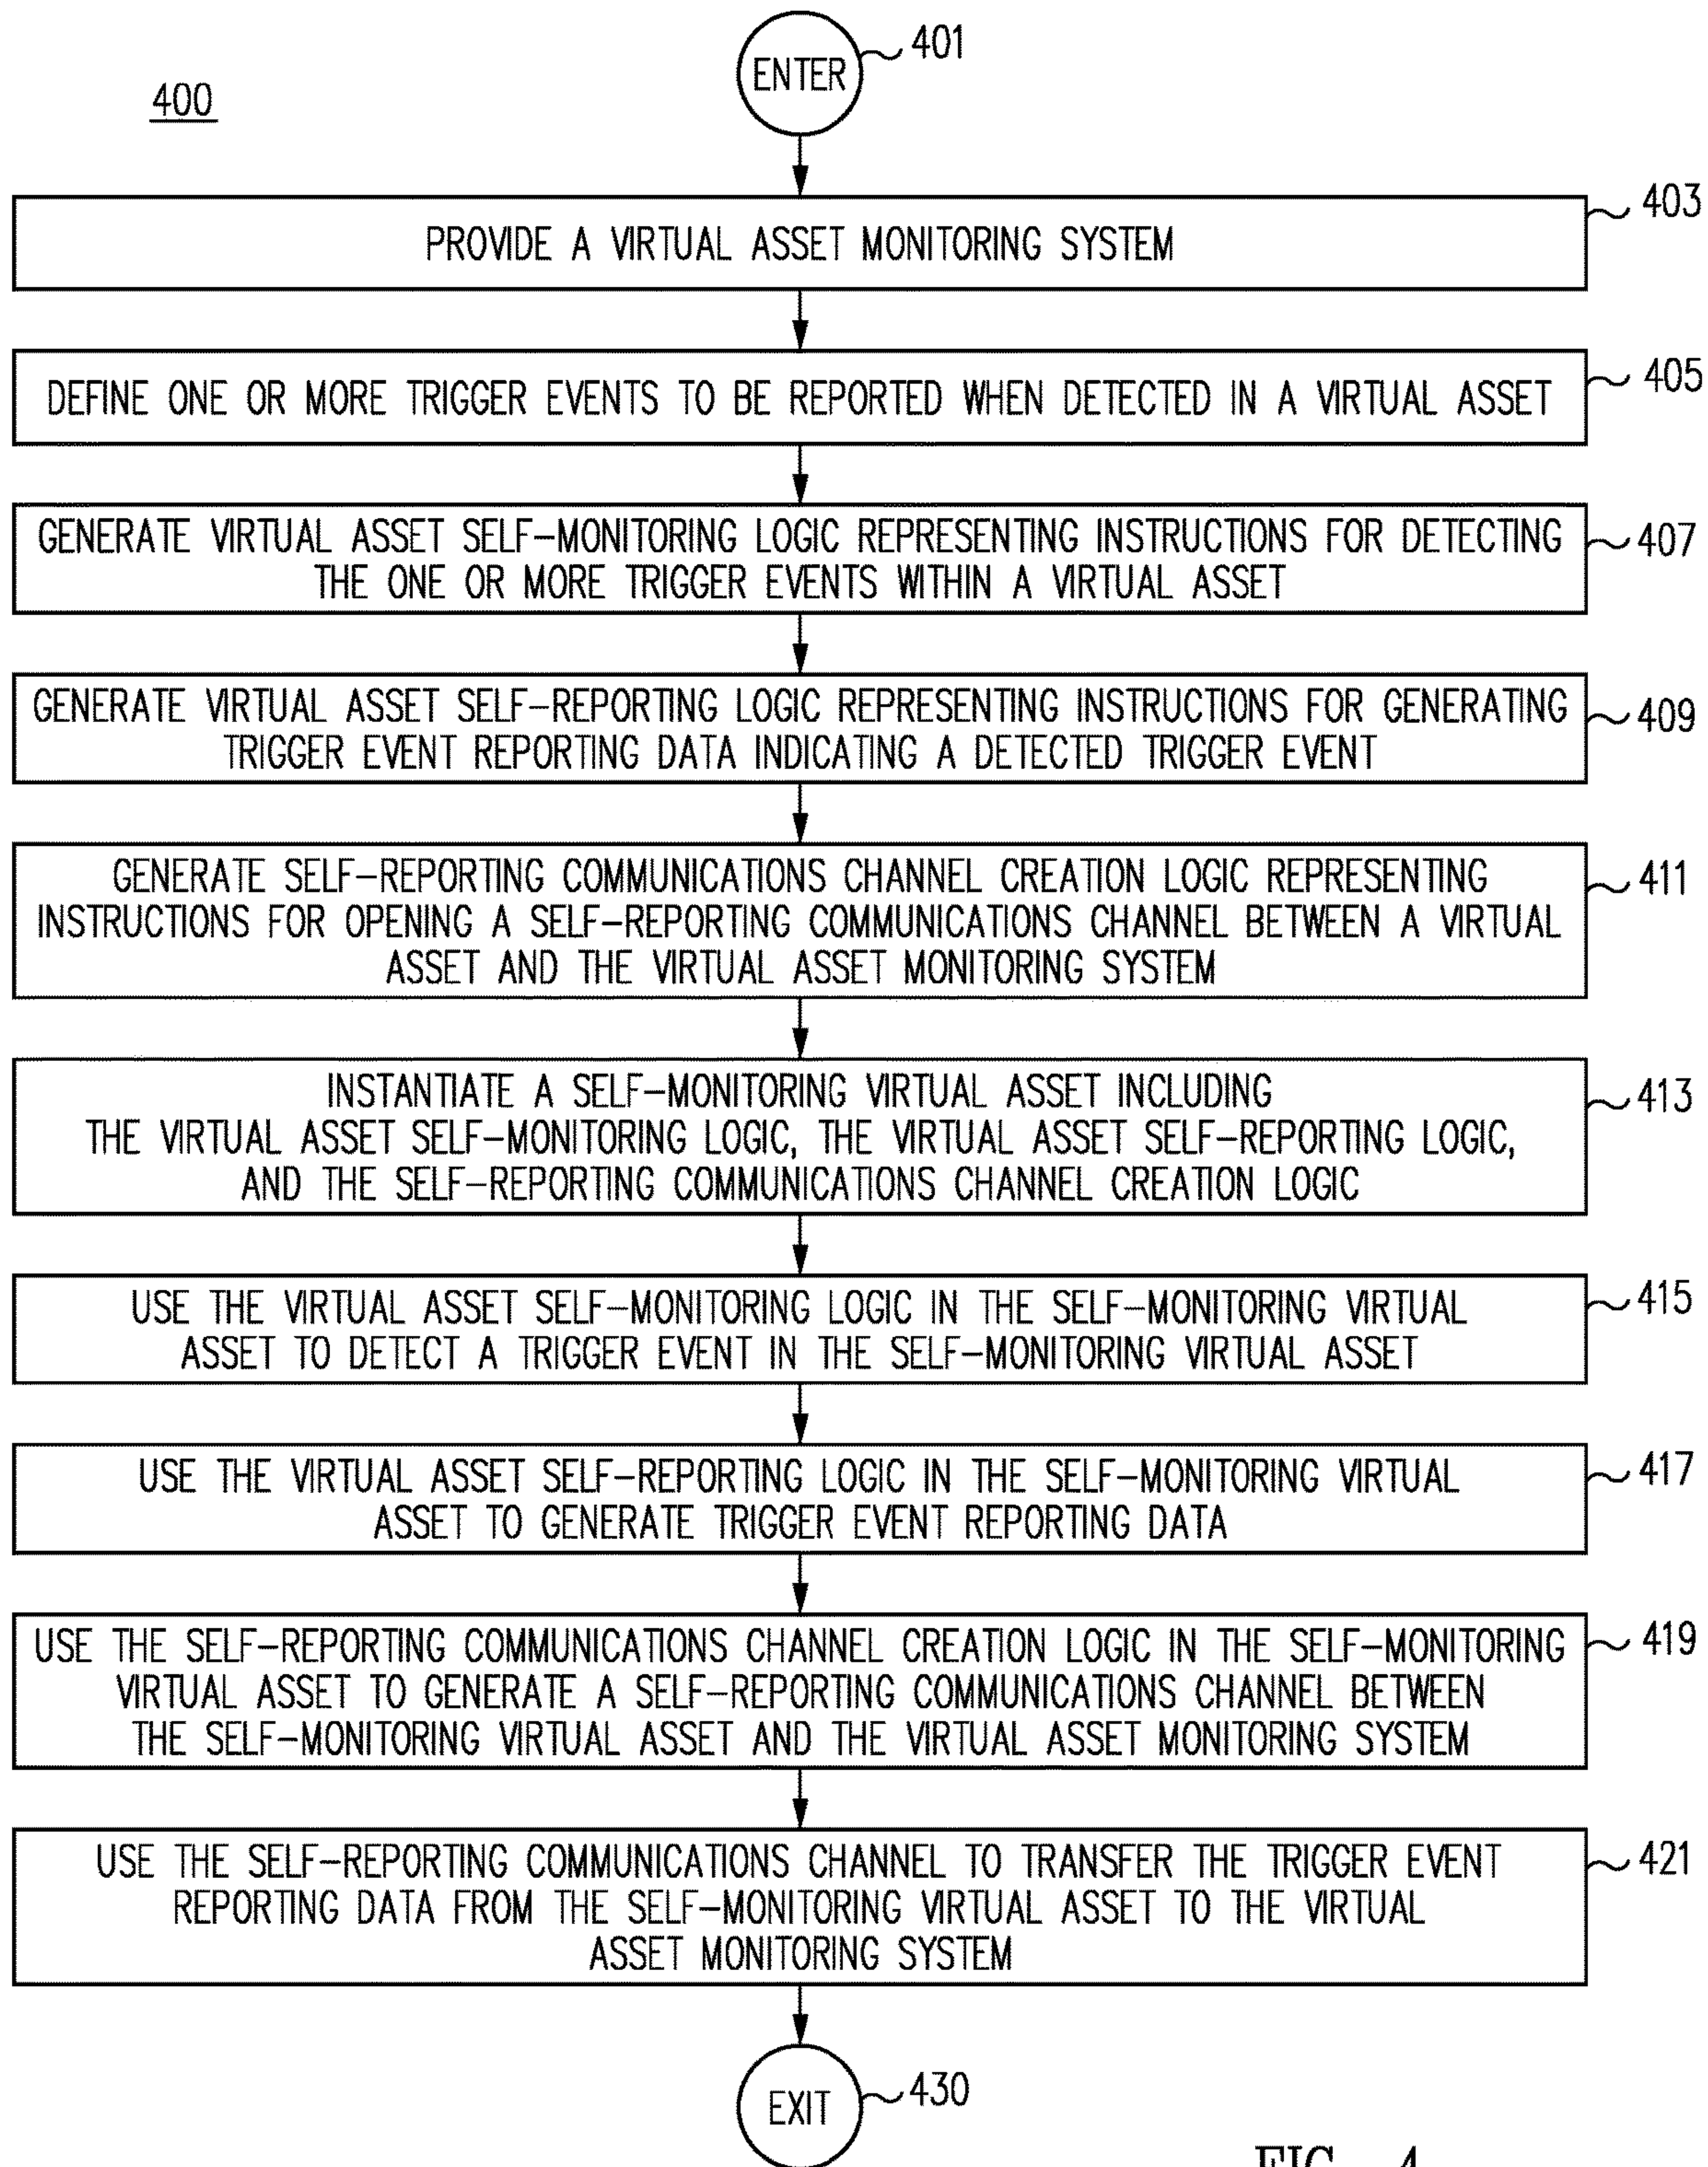 ENTER
401
400
403
PROVIDE A VIRTUAL ASSET MONITORING SYSTEM
405
DEFINE ONE OR MORE TRIGGER EVENTS TO BE REPORTED WHEN DETECTED IN A VIRTUAL ASSET
GENERATE VIRTUAL ASSET SELF-MONITORING LOGIC REPRESENTING INSTRUCTIONS FOR DETECTING
407
THE ONE OR MORE TRIGGER EVENTS WITHIN A VIRTUAL ASSET
GENERATE VIRTUAL ASSET SELF-REPORTING LOGIC REPRESENTING INSTRUCTIONS FOR GENERATING
409
TRIGGER EVENT REPORTING DATA INDICATING A DETECTED TRIGGER EVENT
GENERATE SELF-REPORTING COMMUNICATIONS CHANNEL CREATION LOGIC REPRESENTING
411
INSTRUCTIONS FOR OPENING A SELF-REPORTING COMMUNICATIONS CHANNEL BETWEEN A VIRTUAL
ASSET AND THE VIRTUAL ASSET MONITORING SYSTEM
INSTANTIATE A SELF-MONITORING VIRTUAL ASSET INCLUDING
413
THE VIRTUAL ASSET SELF-MONITORING LOGIC, THE VIRTUAL ASSET SELF-REPORTING LOGIC,
AND THE SELF-REPORTING COMMUNICATIONS CHANNEL CREATION LOGIC
USE THE VIRTUAL ASSET SELF-MONITORING LOGIC IN THE SELF-MONITORING VIRTUAL
415
ASSET TO DETECT A TRIGGER EVENT IN THE SELF-MONITORING VIRTUAL ASSET
USE THE VIRTUAL ASSET SELF-REPORTING LOGIC IN THE SELF-MONITORING VIRTUAL
417
ASSET TO GENERATE TRIGGER EVENT REPORTING DATA
USE THE SELF-REPORTING COMMUNICATIONS CHANNEL CREATION LOGIC IN THE SELF-MONITORING
419
VIRTUAL ASSET TO GENERATE A SELF-REPORTING COMMUNICATIONS CHANNEL BETWEEN
THE SELF-MONITORING VIRTUAL ASSET AND THE VIRTUAL ASSET MONITORING SYSTEM
USE THE SELF-REPORTING COMMUNICATIONS CHANNEL TO TRANSFER THE TRIGGER EVENT
421
REPORTING DATA FROM THE SELF-MONITORING VIRTUAL ASSET TO THE VIRTUAL
ASSET MONITORING SYSTEM
EXIT
430
FIG. 4